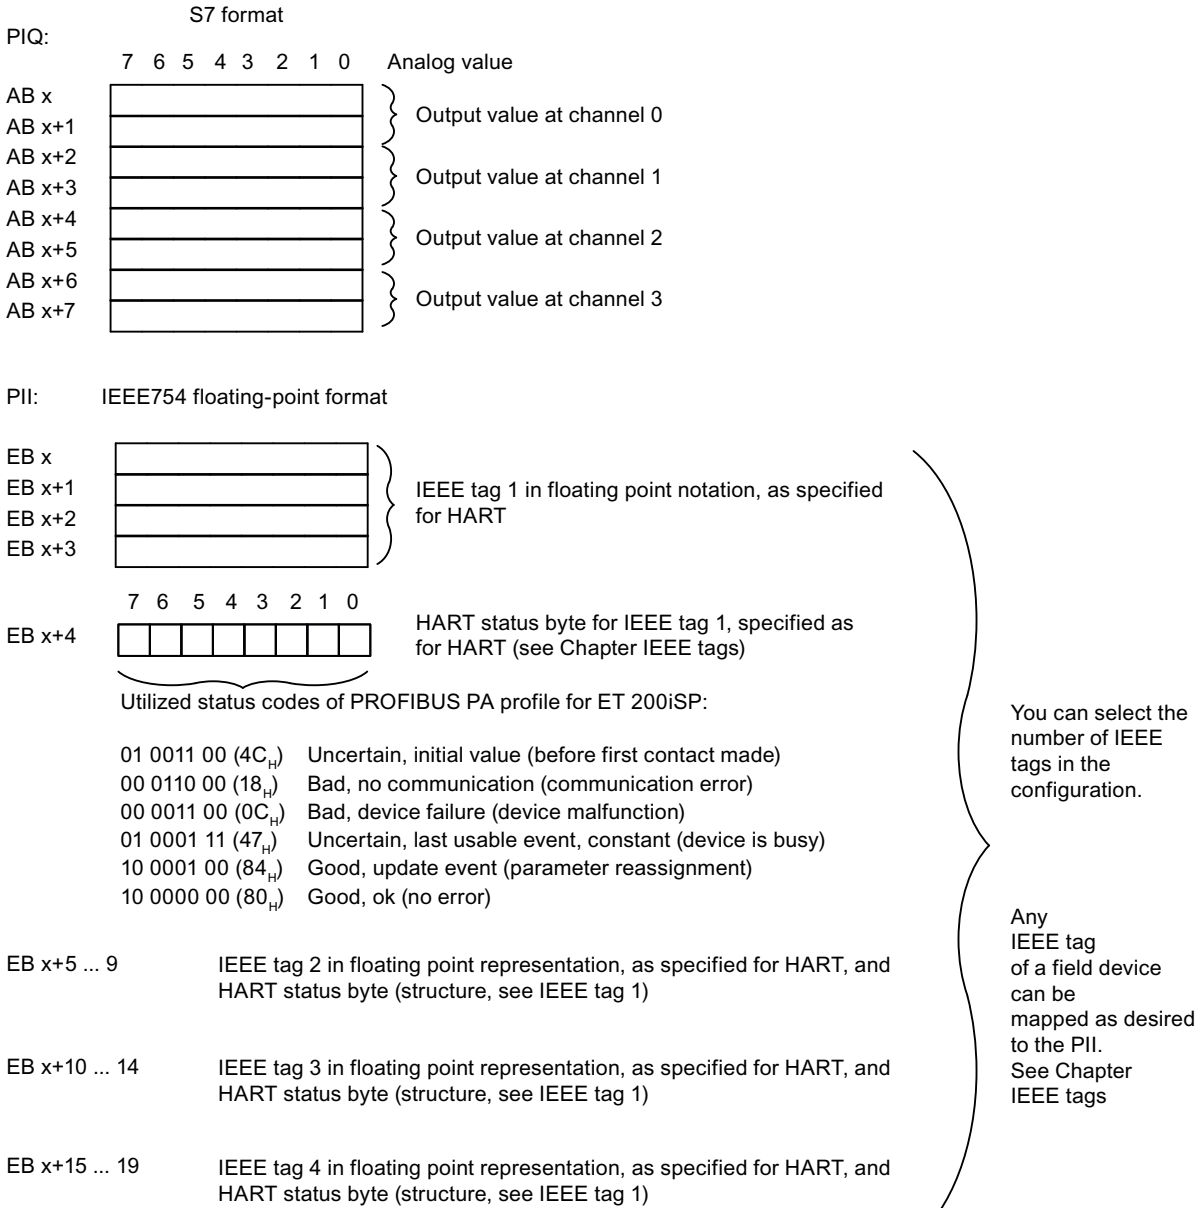 S7 format
PIQ:
7 6 5 4 3 2 1 0 Analog value
AB x
AB x+1
Output value at channel 0
AB x+2
AB x+3
Output value at channel 1
AB x+4
AB x+5
Output value at channel 2
AB x+6
AB x+7
Output value at channel 3
PII: IEEE754 floating-point format
EB x
EB x+1
EB x+2
EB x+3
IEEE tag 1 in floating point notation, as specified
for HART
7 6 5 4 3 2 1 0
EB x+4
HART status byte for IEEE tag 1, specified as
for HART (see Chapter IEEE tags)
Utilized status codes of PROFIBUS PA profile for ET 200iSP:
01 0011 00 (4CH) Uncertain, initial value (before first contact made)
00 0110 00 (18H) Bad, no communication (communication error)
00 0011 00 (0CH) Bad, device failure (device malfunction)
01 0001 11 (47H) Uncertain, last usable event, constant (device is busy)
10 0001 00 (84H) Good, update event (parameter reassignment)
10 0000 00 (80H) Good, ok (no error)
EB x+5 ... 9 IEEE tag 2 in floating point representation, as specified for HART, and
HART status byte (structure, see IEEE tag 1)
EB x+10 ... 14 IEEE tag 3 in floating point representation, as specified for HART, and
HART status byte (structure, see IEEE tag 1)
EB x+15 ... 19 IEEE tag 4 in floating point representation, as specified for HART, and
HART status byte (structure, see IEEE tag 1)
You can select the
number of IEEE
tags in the
configuration.
Any
IEEE tag
of a field device
can be
mapped as desired
to the PII.
See Chapter
IEEE tags